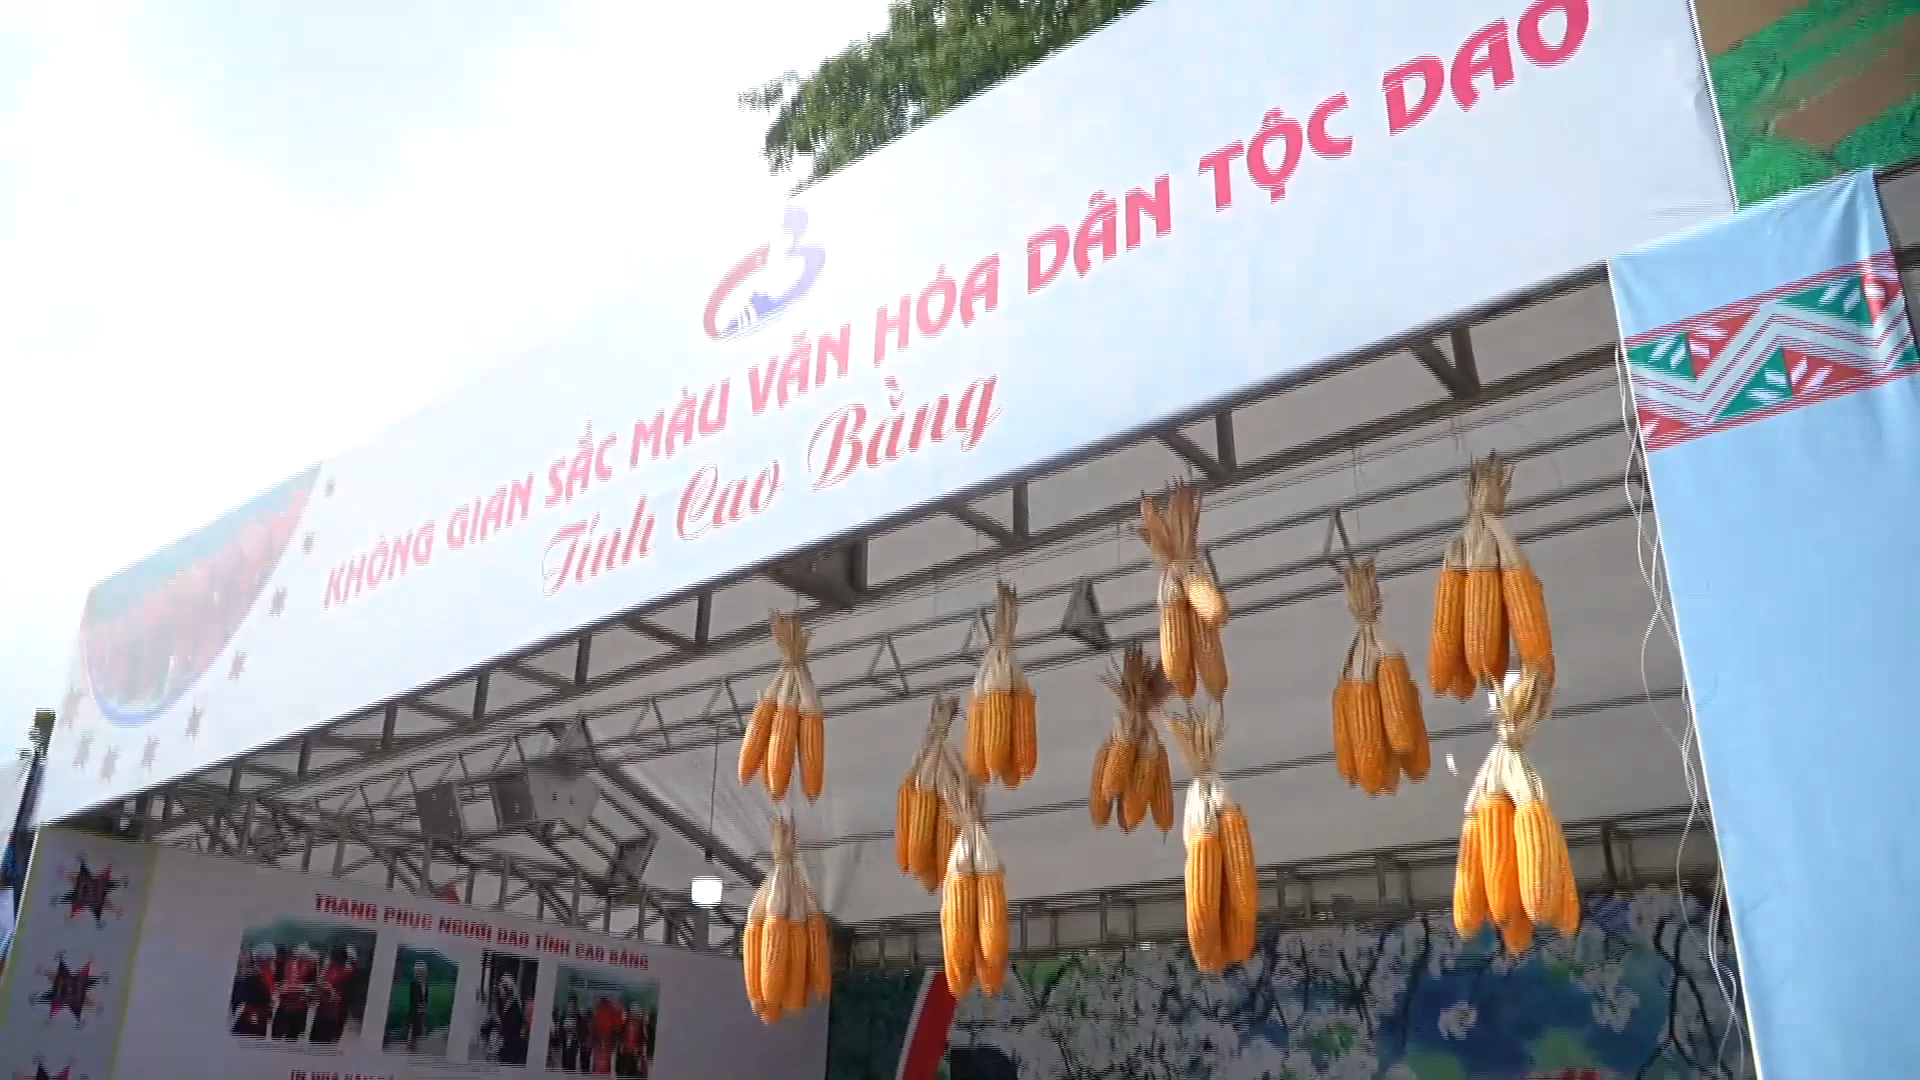 KHÔNG GIAN SẮC MÀU VĂN HÓA DÂN TỘC DAO
Tỉnh Cao Bằng
TRANG PHỤC NGƯỜI DAO TỈNH CAO BẰNG